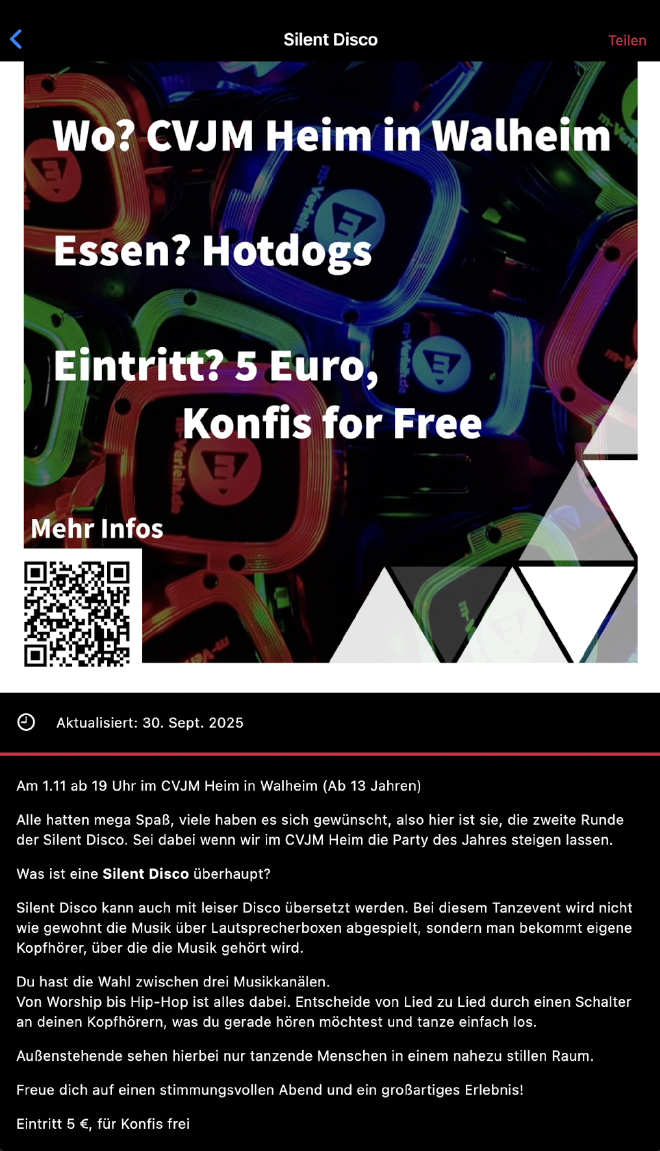 Silent Disco
Teilen
Wo? CVJM Heim in Walheim
Essen? Hotdogs
Eintritt? 5 Euro,
Konfis for Free
Mehr Infos
m-Verleih.de
Aktualisiert: 30. Sept. 2025
Am 1.11 ab 19 Uhr im CVJM Heim in Walheim (Ab 13 Jahren)
Alle hatten mega Spaß, viele haben es sich gewünscht, also hier ist sie, die zweite Runde
der Silent Disco. Sei dabei wenn wir im CVJM Heim die Party des Jahres steigen lassen.
Was ist eine Silent Disco überhaupt?
Silent Disco kann auch mit leiser Disco übersetzt werden. Bei diesem Tanzevent wird nicht
wie gewohnt die Musik über Lautsprecherboxen abgespielt, sondern man bekommt eigene
Kopfhörer, über die die Musik gehört wird.
Du hast die Wahl zwischen drei Musikkanälen.
Von Worship bis Hip-Hop ist alles dabei. Entscheide von Lied zu Lied durch einen Schalter
an deinen Kopfhörern, was du gerade hören möchtest und tanze einfach los.
Außenstehende sehen hierbei nur tanzende Menschen in einem nahezu stillen Raum.
Freue dich auf einen stimmungsvollen Abend und ein großartiges Erlebnis!
Eintritt 5 €, für Konfis frei